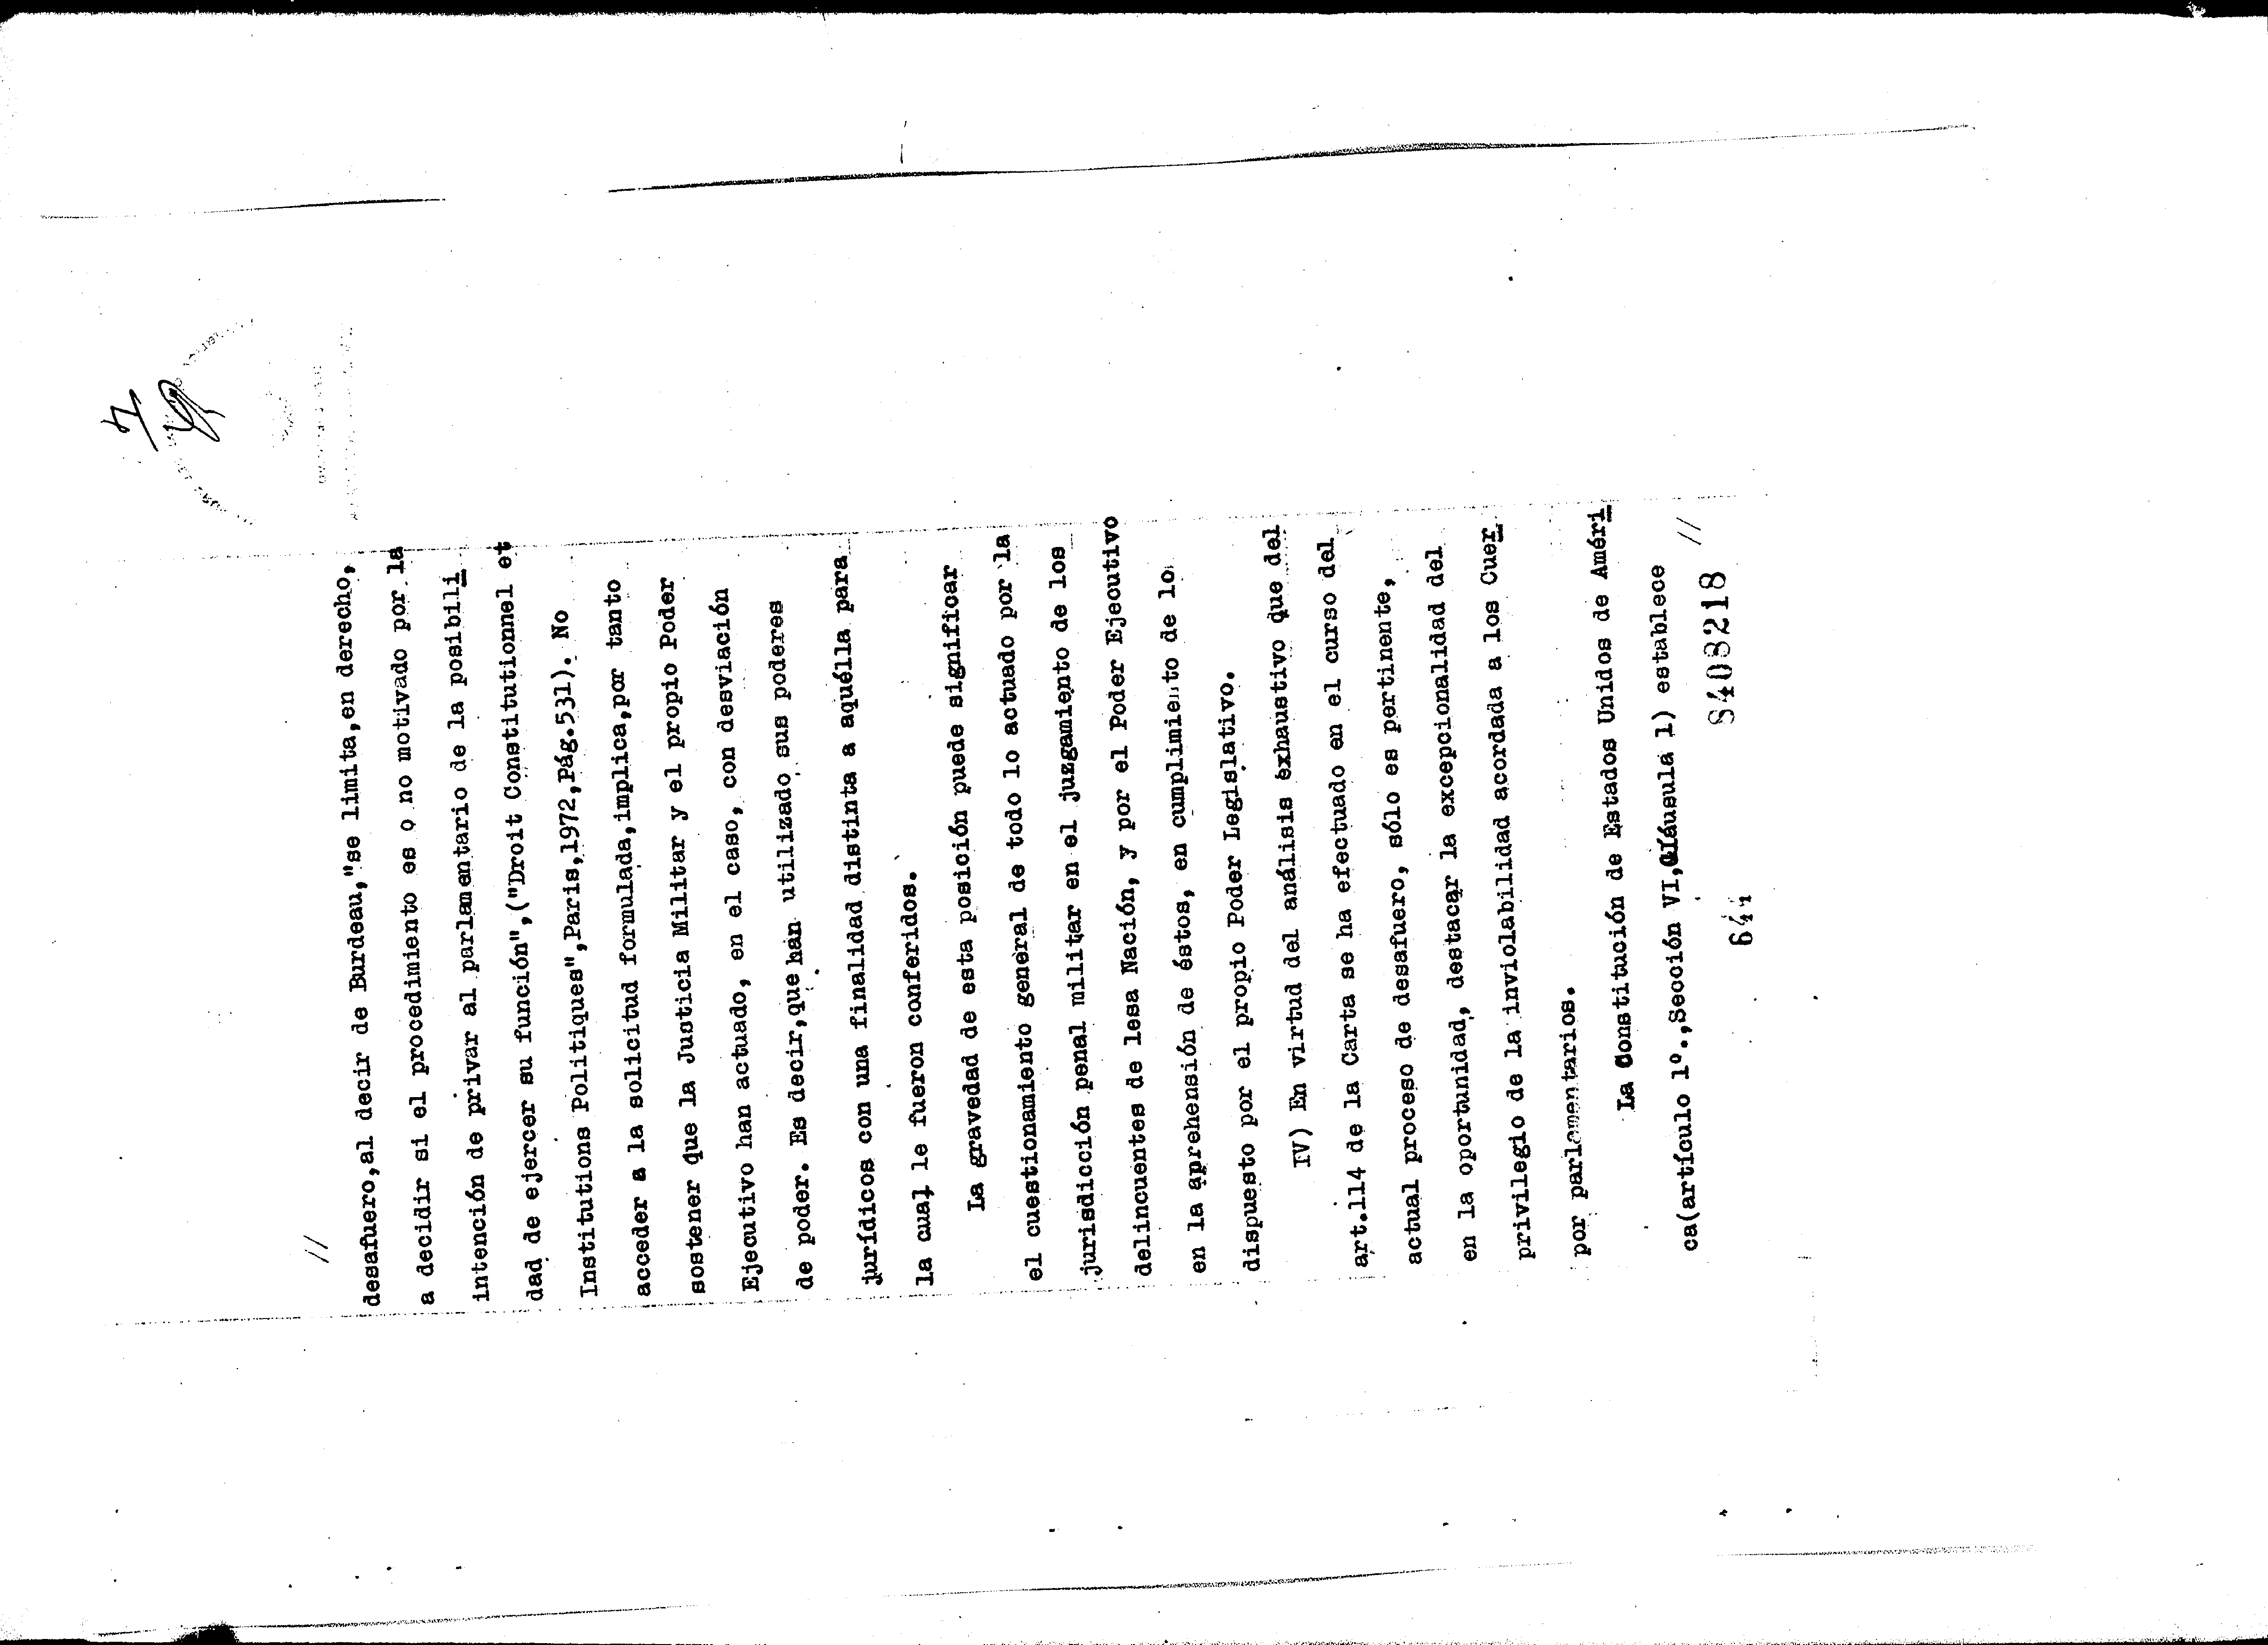 7
//
desafuero,al decir de Burdeau,"se limita,en derecho,
a decidir si el procedimiento es o no motivado por la
intención de privar al parlamentario de la posibili
dad de ejercer su función",("Droit Constitutionnel et
Institutions Politiques",Paris,1972,Pág.531). No
acceder a la solicitud formulada,implica,por tanto
sostener que la Justicia Militar y el propio Poder
Ejecutivo han actuado, en el caso, con desviación
de poder. Es decir,que han utilizado sus poderes
jurídicos con una finalidad distinta a aquélla para
la cual le fueron conferidos.
La gravedad de esta posición puede significar
el cuestionamiento general de todo lo actuado por la
jurisdicción penal militar en el juzgamiento de los
delincuentes de lesa Nación, y por el Poder Ejecutivo
en la aprehensión de éstos, en cumplimiento de lo
dispuesto por el propio Poder Legislativo.
IV) En virtud del análisis exhaustivo que del
art.114 de la Carta se ha efectuado en el curso del
actual proceso de desafuero, sólo es pertinente,
en la oportunidad, destacar la excepcionalidad del
privilegio de la inviolabilidad acordada a los Cuer
por parlamentarios.
La Constitución de Estados Unidos de Améri
ca(artículo 1º.,Sección VI,Cláusula 1) establece
8408218 //
644